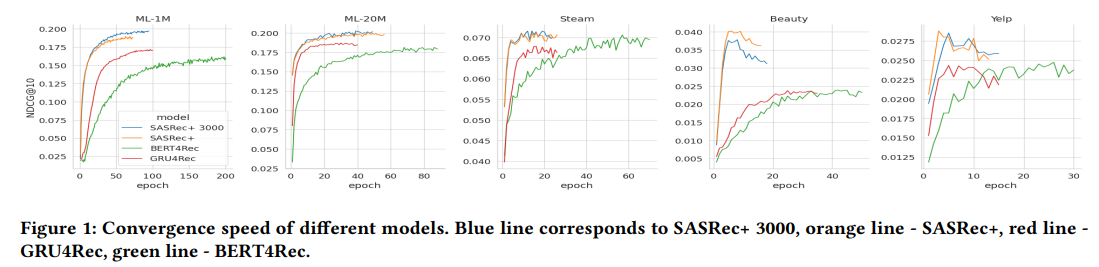 ML-1M
ML-20M
Steam
Beauty
Yelp
NDCG@10
0.200
0.175
0.150
0.125
0.100
0.075
0.050
0.025
0 50 100 150 200
epoch
model
SASRec+ 3000
SASRec+
BERT4Rec
GRU4Rec
0.200
0.175
0.150
0.125
0.100
0.075
0.050
0.025
0 20 40 60 80
epoch
0.070
0.065
0.060
0.055
0.050
0.045
0.040
0 20 40 60
epoch
0.040
0.035
0.030
0.025
0.020
0.015
0.010
0.005
0 20 40
epoch
0.0275
0.0250
0.0225
0.0200
0.0175
0.0150
0.0125
0 10 20 30
epoch
Figure 1: Convergence speed of different models. Blue line corresponds to SASRec+ 3000, orange line - SASRec+, red line -
GRU4Rec, green line - BERT4Rec.